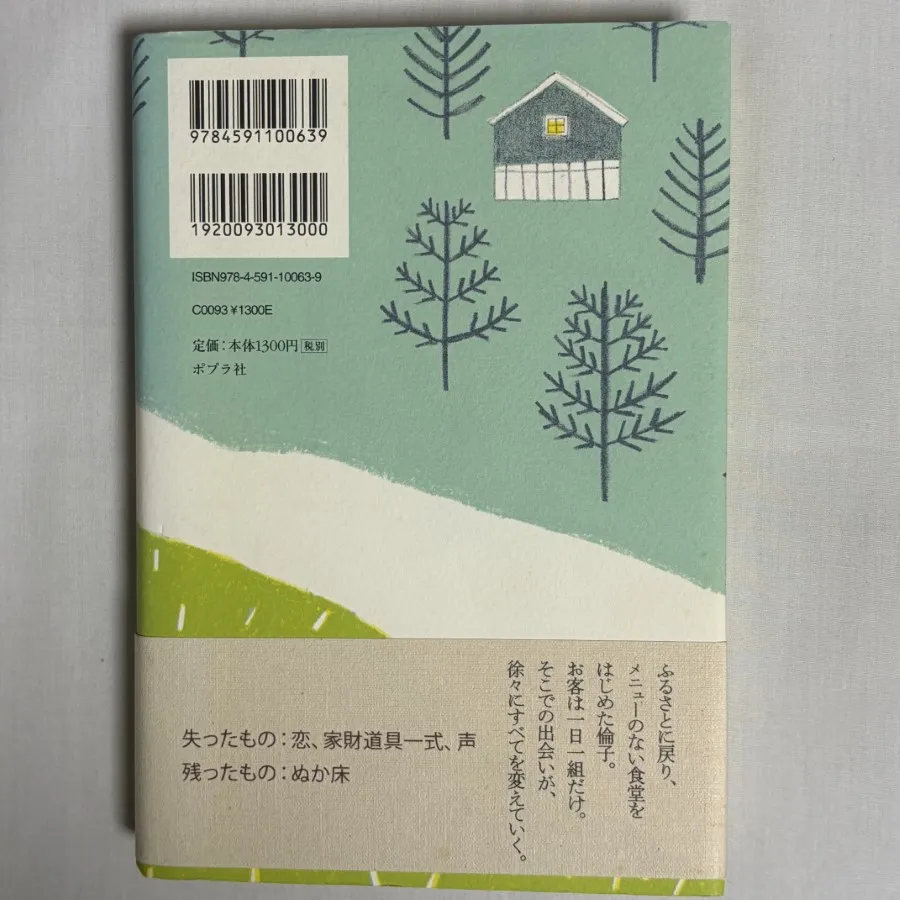 9784591100639
1920093013000
ISBN978-4-591-10063-9
C0093 ¥1300E
定価：本体1300円 税別
ポプラ社
ふるさとに戻り、
メニューのない食堂を
はじめた倫子。
お客は一日一組だけ。
そこでの出会いが、
徐々にすべてを変えていく。
失ったもの：恋、家財道具一式、声
残ったもの：ぬか床